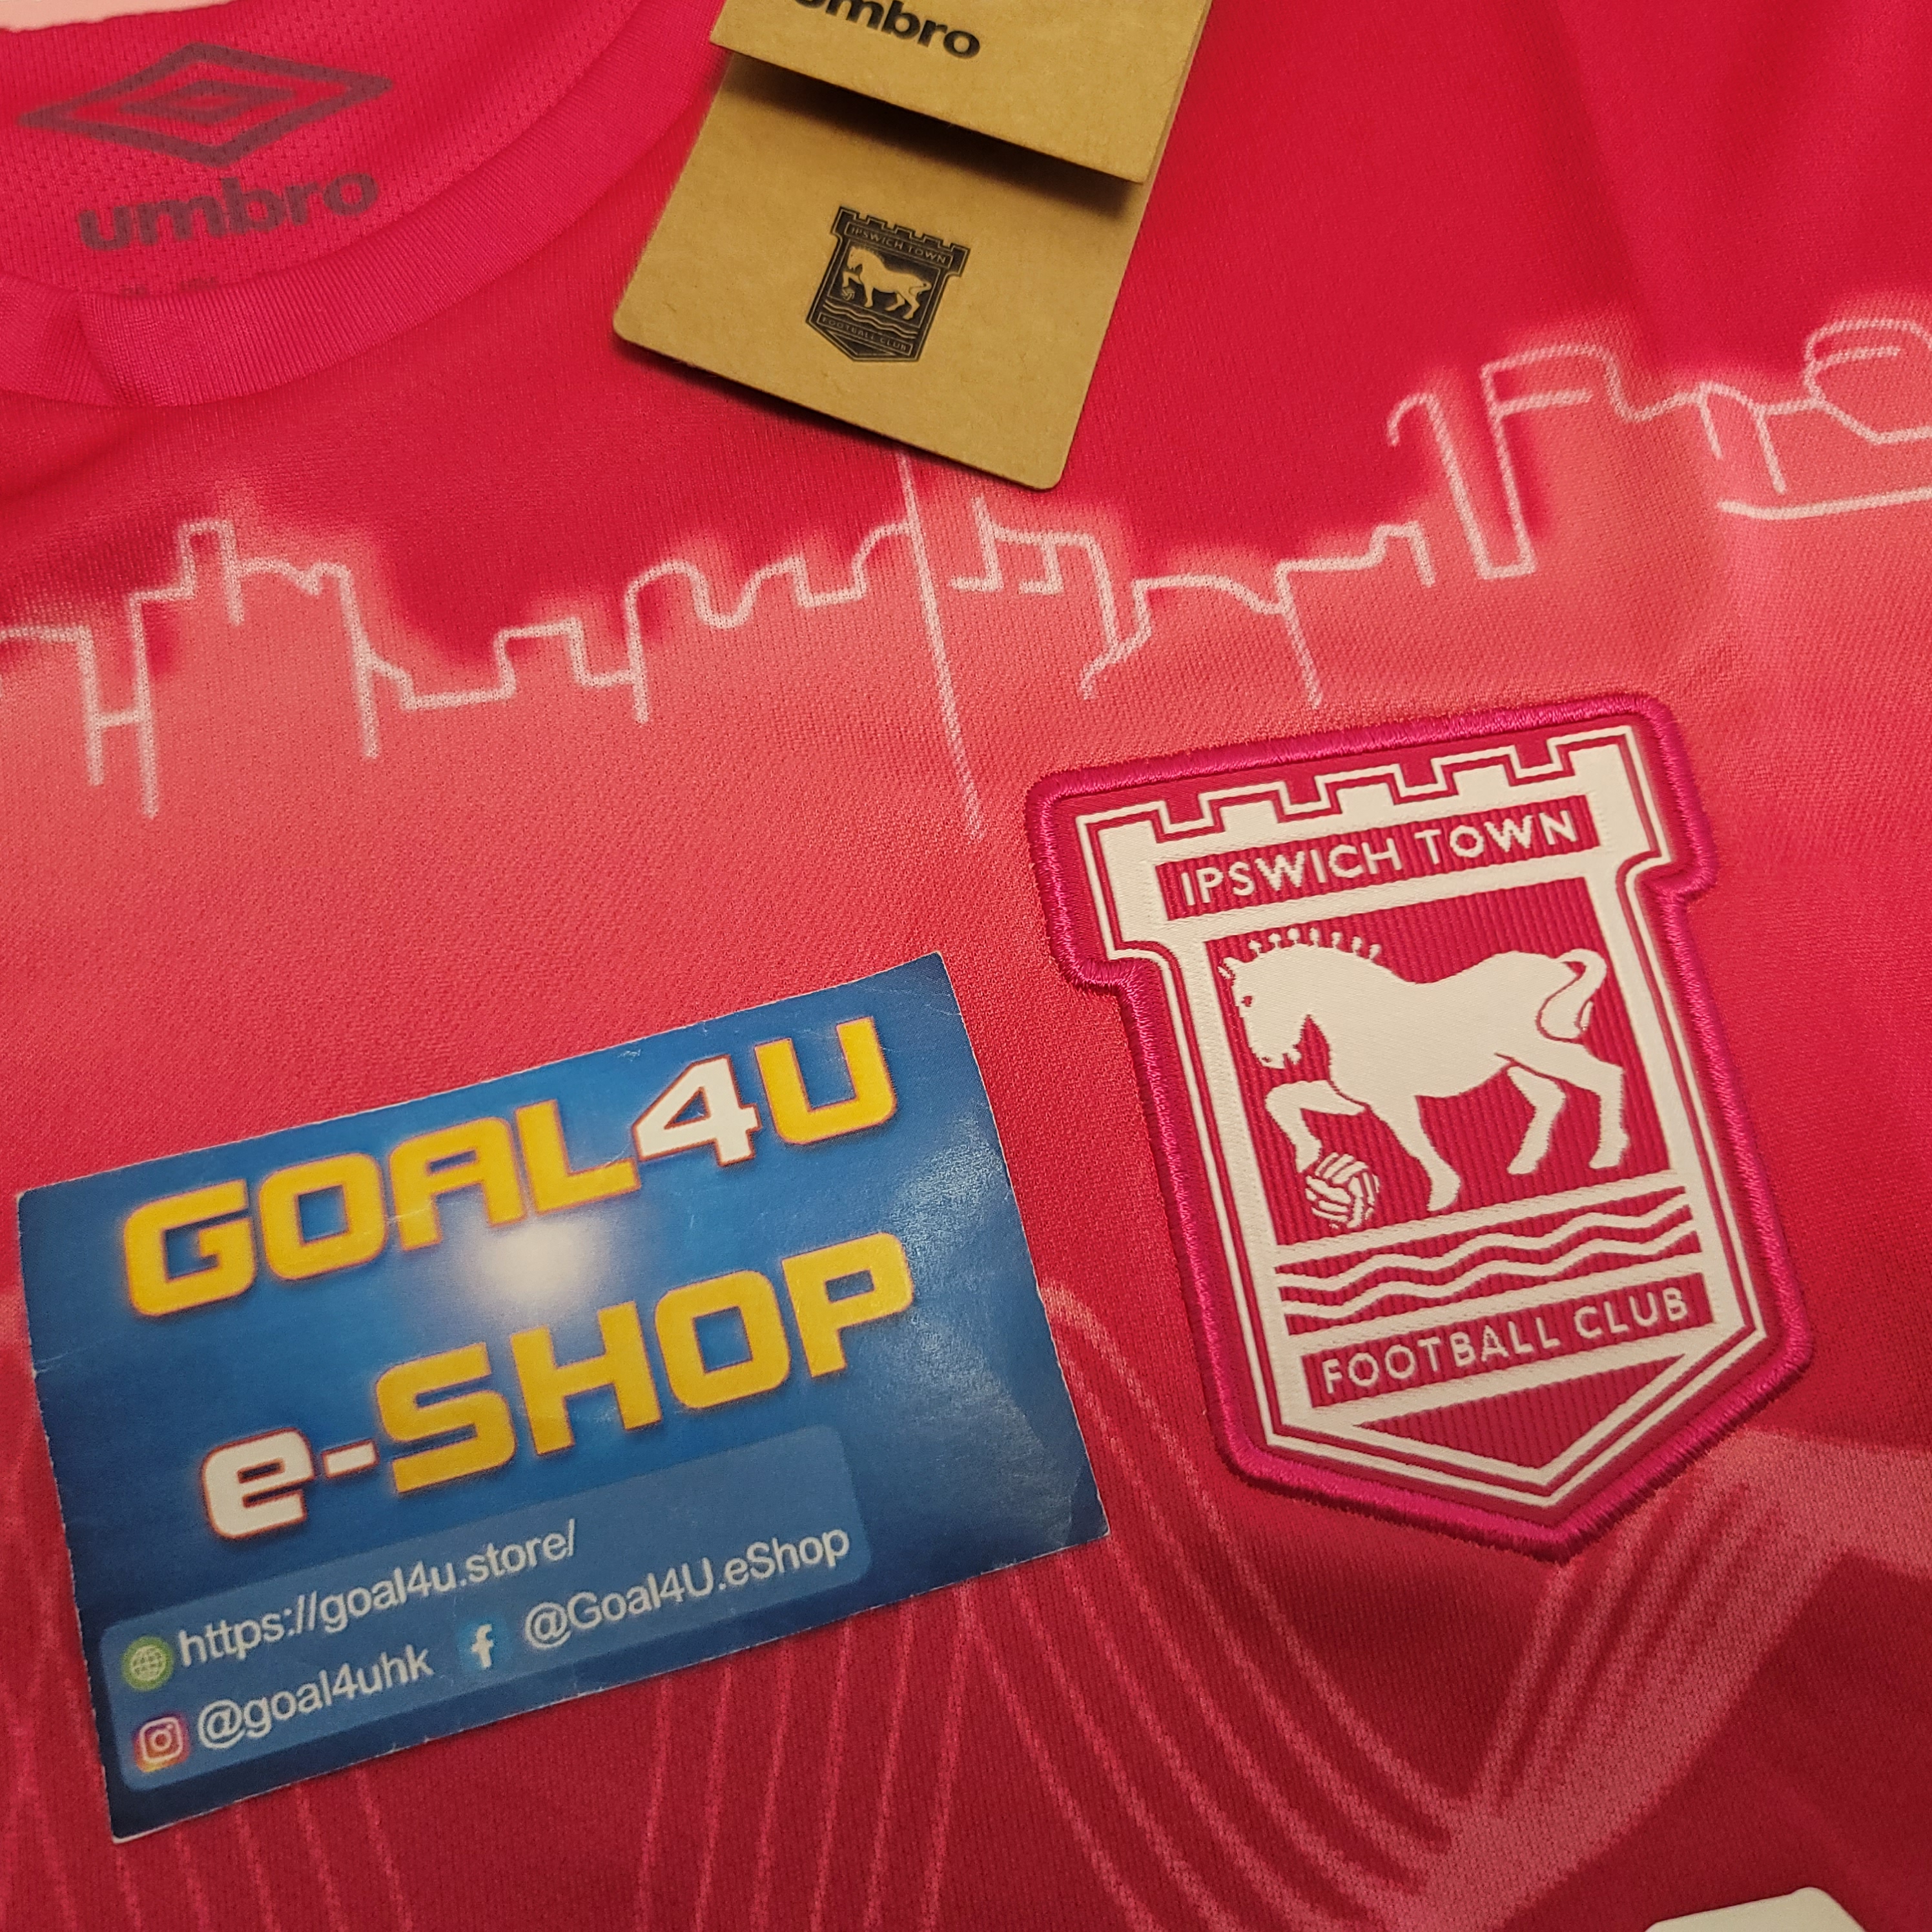 umbro
umbro
IPSWICH TOWN
FOOTBALL CLUB
IPSWICH TOWN
FOOTBALL CLUB
GOAL4U
e-SHOP
https://goal4u.store/
@goal4uhk @Goal4U.eShop